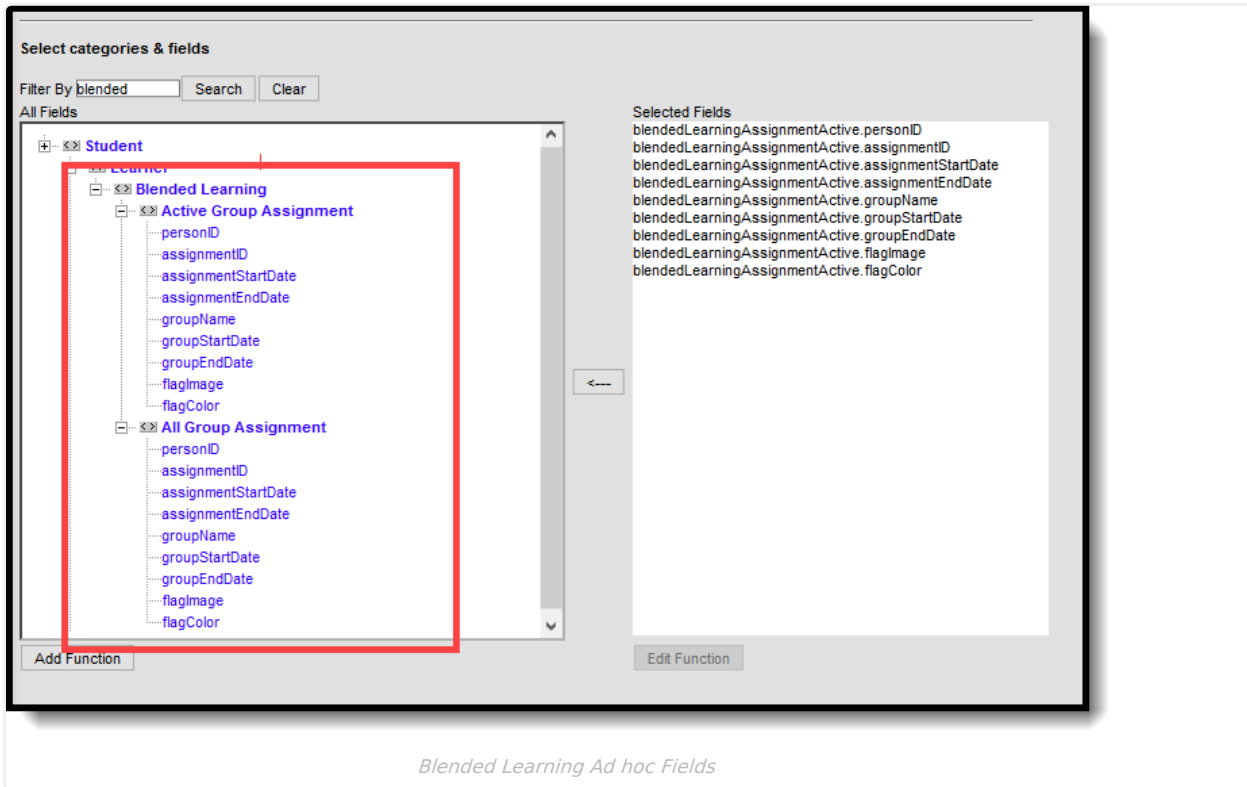 Select categories & fields
Filter By blended Search Clear
All Fields
Student
Learner
Blended Learning
Active Group Assignment
personID
assignmentID
assignmentStartDate
assignmentEndDate
groupName
groupStartDate
groupEndDate
flagImage
flagColor
All Group Assignment
personID
assignmentID
assignmentStartDate
assignmentEndDate
groupName
groupStartDate
groupEndDate
flagImage
flagColor
Add Function
<---
Selected Fields
blendedLearningAssignmentActive.personID
blendedLearningAssignmentActive.assignmentID
blendedLearningAssignmentActive.assignmentStartDate
blendedLearningAssignmentActive.assignmentEndDate
blendedLearningAssignmentActive.groupName
blendedLearningAssignmentActive.groupStartDate
blendedLearningAssignmentActive.groupEndDate
blendedLearningAssignmentActive.flagImage
blendedLearningAssignmentActive.flagColor
Edit Function
Blended Learning Ad hoc Fields